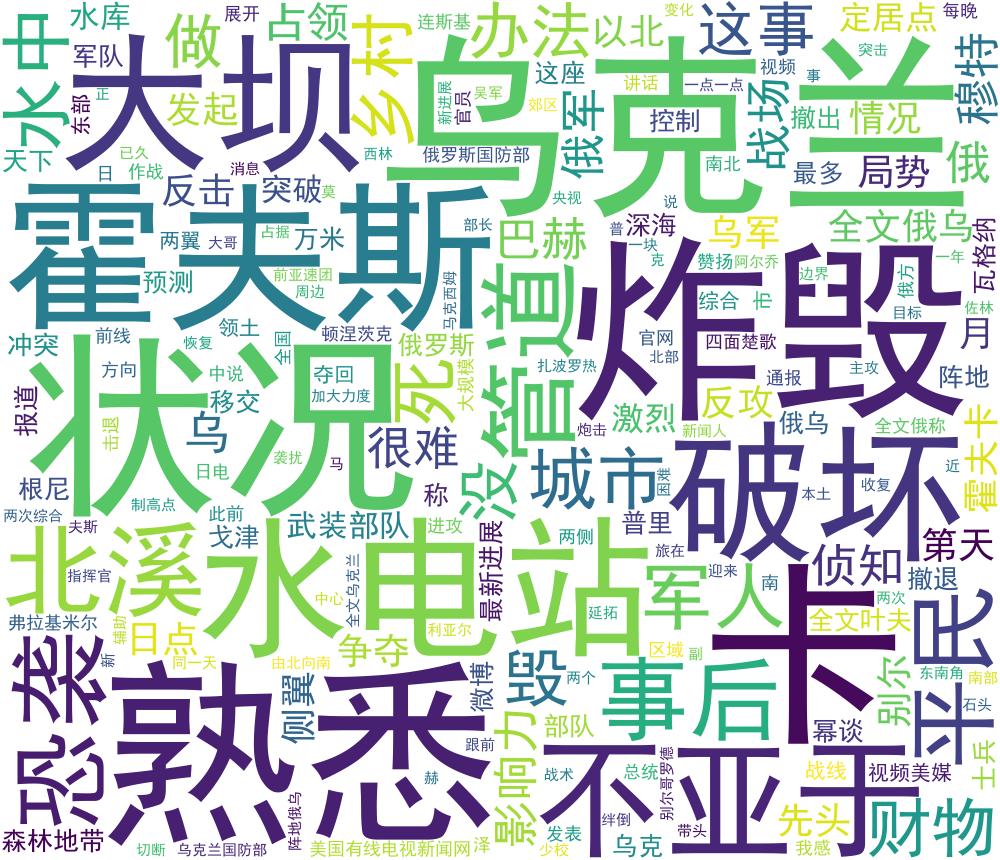 水库
水中
军队
做
占领
展开
乡村
连斯基
办法
以北
变化
这事
定居点
每晚
穆特
大坝
乌克兰
东部
正
发起
新进展
官员
吴军
这座
郊区
俄军
讲话
一点一点
视频
控制
战场
突击
事
撤出
情况
俄
天下
已久
作战
日
消息
西林
俄罗斯国防部
南北
最多
局势
霍夫斯
反击
突破
莫
央视
说
部长
巴赫
普
深海
乌军
全文俄乌
瓦格纳
两翼
大哥
占据
万米
一块
克
赞扬
阿尔乔
边界
俄方
一年
预测
前亚速团
周边
马克西姆
管道
炸毁
综合
市
目标
佐林
冲突
前线
恢复
领土
全国
顿涅茨克
俄罗斯
官网
北部
四面楚歌
月
状况
方向
中说
夺回
加大力度
死
大规模
扎波罗热
通报
主攻
阵地
报道
移交
激烈
反攻
击退
乌
很难
没
炮击
新闻人
俄乌
全文俄称
霍夫卡
日电
袭扰
马
城市
困难
破坏
本土
收复
近
根尼
制高点
称
两次综合
夫斯
此前
戈津
武装部队
进攻
最新进展
两侧
普里
侦知
第天
北溪
水电站
指挥官
全文乌克兰
旅在
迎来
南
两次
撤退
军人
卡
平民
弗拉基米尔
辅助
日点
中心
利亚尔
延拓
全文叶夫
恐袭
新
同一天
由北向南
争夺
区域
副
东南角
南部
熟悉
侧翼
微博
毁
两个
事后
别尔
石头
幂谈
影响力
部队
跟前
赫
不亚于
战术
总统
别尔哥罗德
战线
视频美媒
士兵
森林地带
切断
乌克兰国防部
阵地俄乌
美国有线电视新闻网
泽
少校
发表
绊倒
乌克
带头
先头
我感
财物